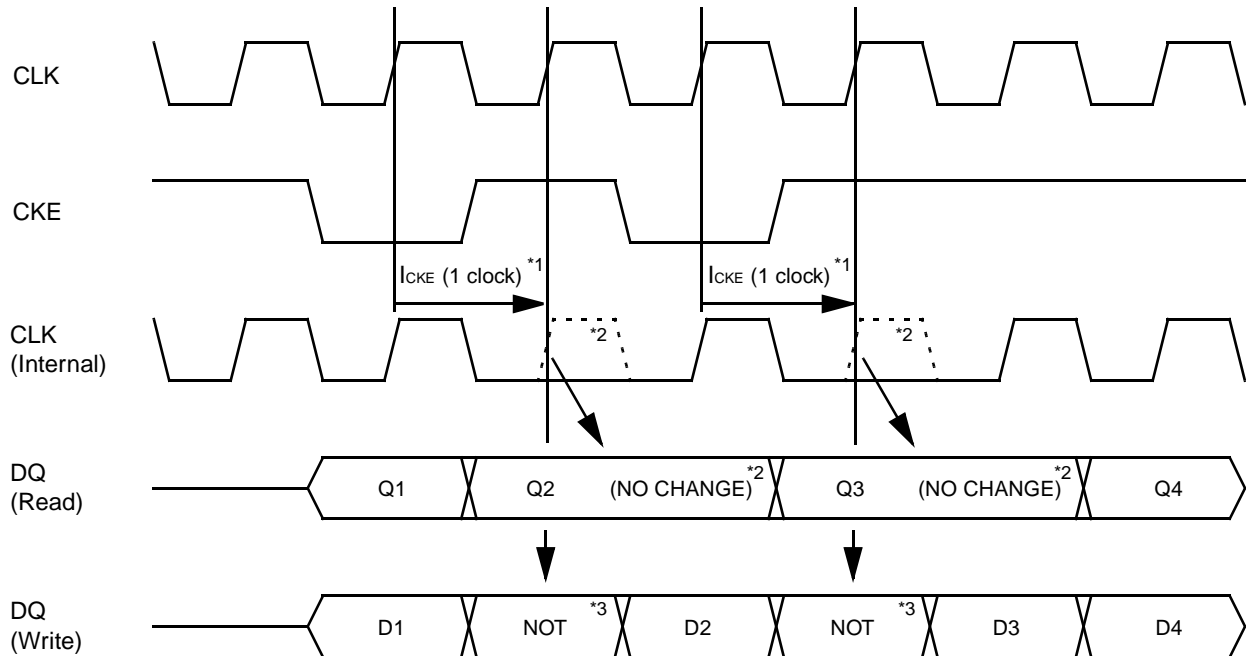 CLK
CKE
ICKE (1 clock) *1 ICKE (1 clock) *1
CLK
(Internal)
*2 *2
DQ
(Read)
Q1 Q2 (NO CHANGE)*2 Q3 (NO CHANGE)*2 Q4
DQ
(Write)
D1 NOT *3 D2 NOT *3 D3 D4